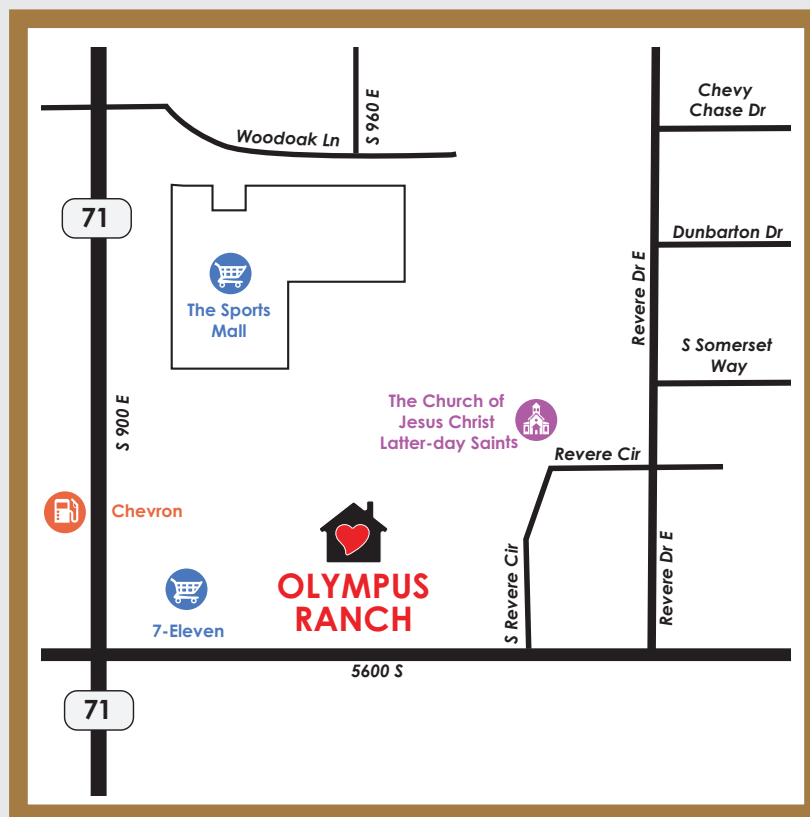 Chevy
Chase Dr
S 960 E
Woodoak Ln
71
Dunbarton Dr
Revere Dr E
The Sports
Mall
S Somerset
Way
S 900 E
The Church of
Jesus Christ
Latter-day Saints
Revere Cir
Chevron
OLYMPUS
RANCH
S Revere Cir
Revere Dr E
7-Eleven
5600 S
71